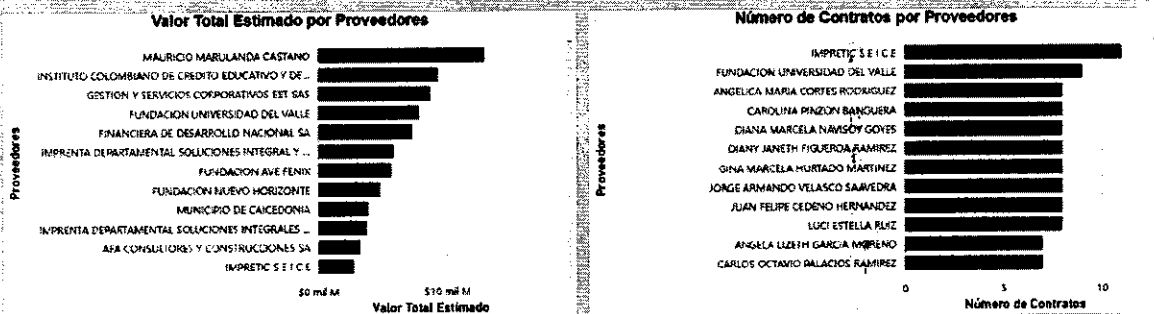 Valor Total Estimado por Proveedores
MAURICIO MARULANDA CASTANO
INSTITUTO COLOMBIANO DE CREDITO EDUCATIVO Y DE ...
GESTION Y SERVICIOS CORPORATIVOS EET SAS
FUNDACION UNIVERSIDAD DEL VALLE
FINANCIERA DE DESARROLLO NACIONAL SA
IMPRENTA DEPARTAMENTAL SOLUCIONES INTEGRAL Y ...
FUNDACION AVE FENIX
FUNDACION NUEVO HORIZONTE
MUNICIPIO DE CAICEDONIA
IMPRENTA DEPARTAMENTAL SOLUCIONES INTEGRALES ...
AFA CONSULTORES Y CONSTRUCCIONES SA
IMPRETIC S E I C E
Proveedores
$0 mil M $10 mil M
Valor Total Estimado
Número de Contratos por Proveedores
IMPRETIC S E I C E
FUNDACION UNIVERSIDAD DEL VALLE
ANGELICA MARIA CORTES RODRIGUEZ
CAROLINA PINZON BANGUERA
DIANA MARCELA NAVISOY GOYES
DIANY JANETH FIGUEROA RAMIREZ
GINA MARCELA HURTADO MARTINEZ
JORGE ARMANDO VELASCO SAAVEDRA
JUAN FELIPE CEDENO HERNANDEZ
LUCI ESTELLA RUIZ
ANGELA LIZETH GARCIA MORENO
CARLOS OCTAVIO PALACIOS RAMIREZ
Proveedores
0 5 10
Número de Contratos